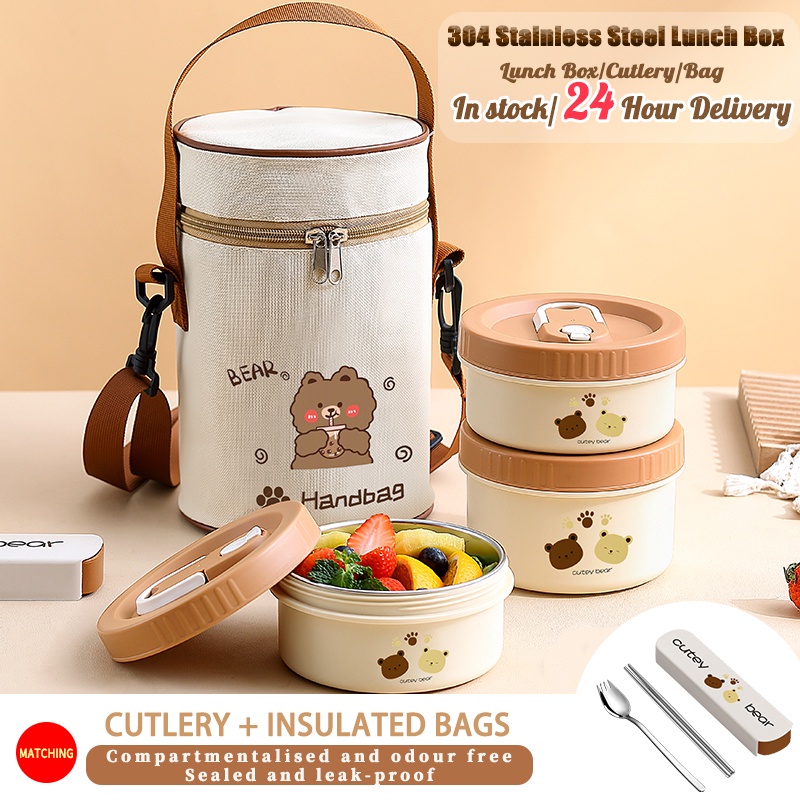 304 Stainless Steel Lunch Box
Lunch Box/Cutlery/Bag
In stock/ 24 Hour Delivery
BEAR
Handbag
cutey bear
cutey bear
bear
cutey bear
cutey
bear
CUTLERY + INSULATED BAGS
MATCHING
Compartmentalised and odour free
Sealed and leak-proof